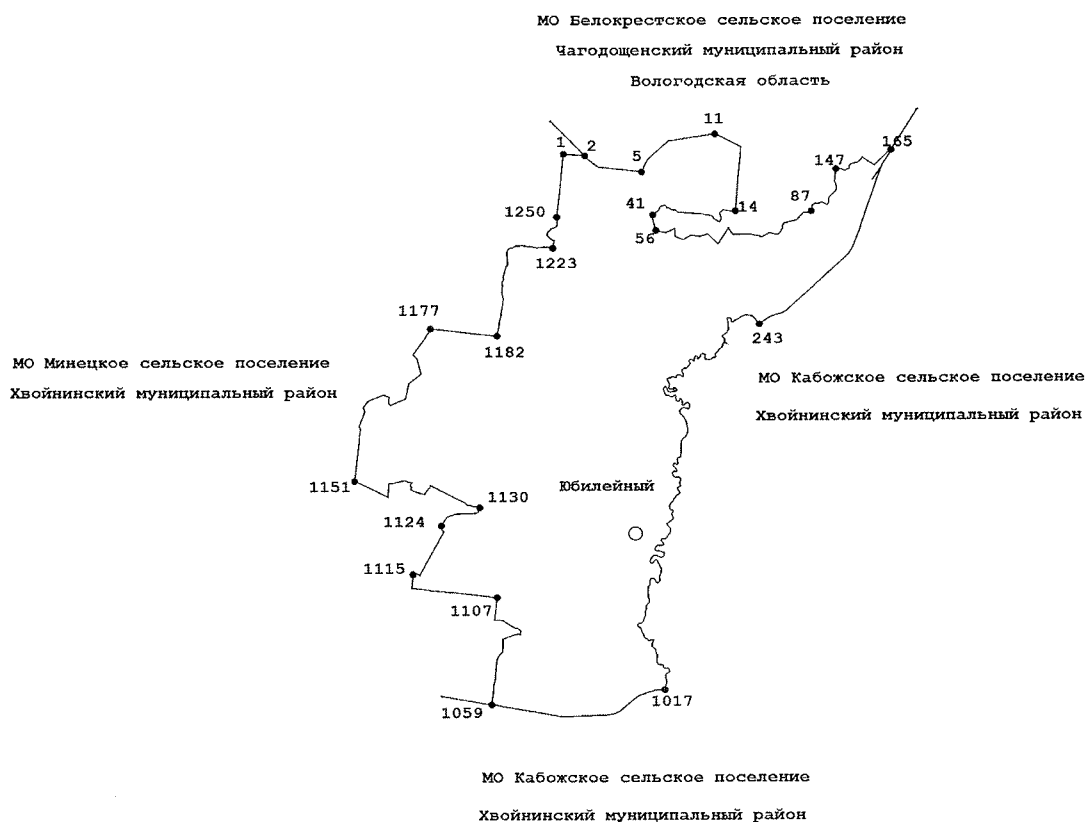 МО Белокрестское сельское поселение
Чагодощенский муниципальный район
Вологодская область
11
165
1
2
5
147
41
14
87
1250
56
1223
1177
1182
243
МО Минецкое сельское поселение
Хвойнинский муниципальный район
МО Кабожское сельское поселение
Хвойнинский муниципальный район
1151
Юбилейный
1130
1124
1115
1107
1017
1059
МО Кабожское сельское поселение
Хвойнинский муниципальный район